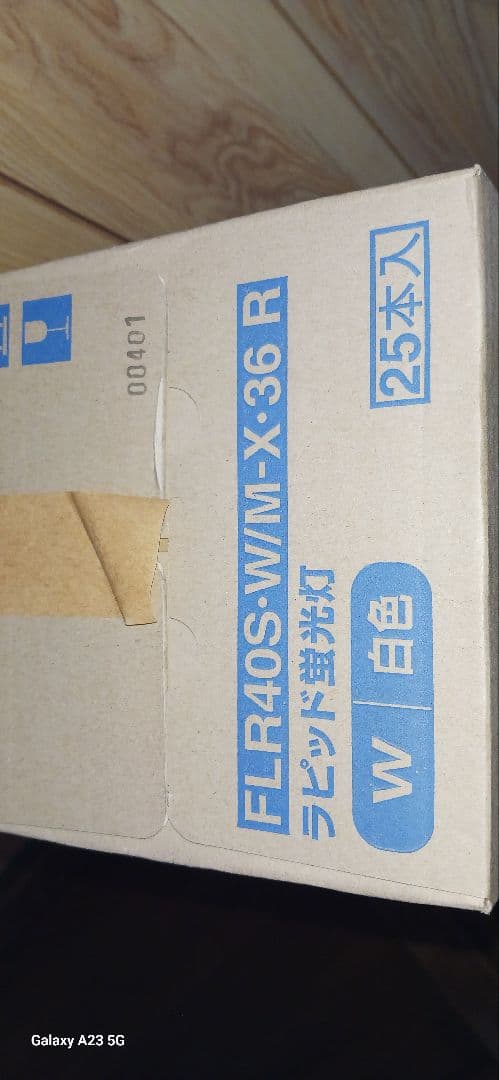 FLR40S・W/M-X・36 R
ラピッド蛍光灯
W 白色
25本入
00401
Galaxy A23 5G